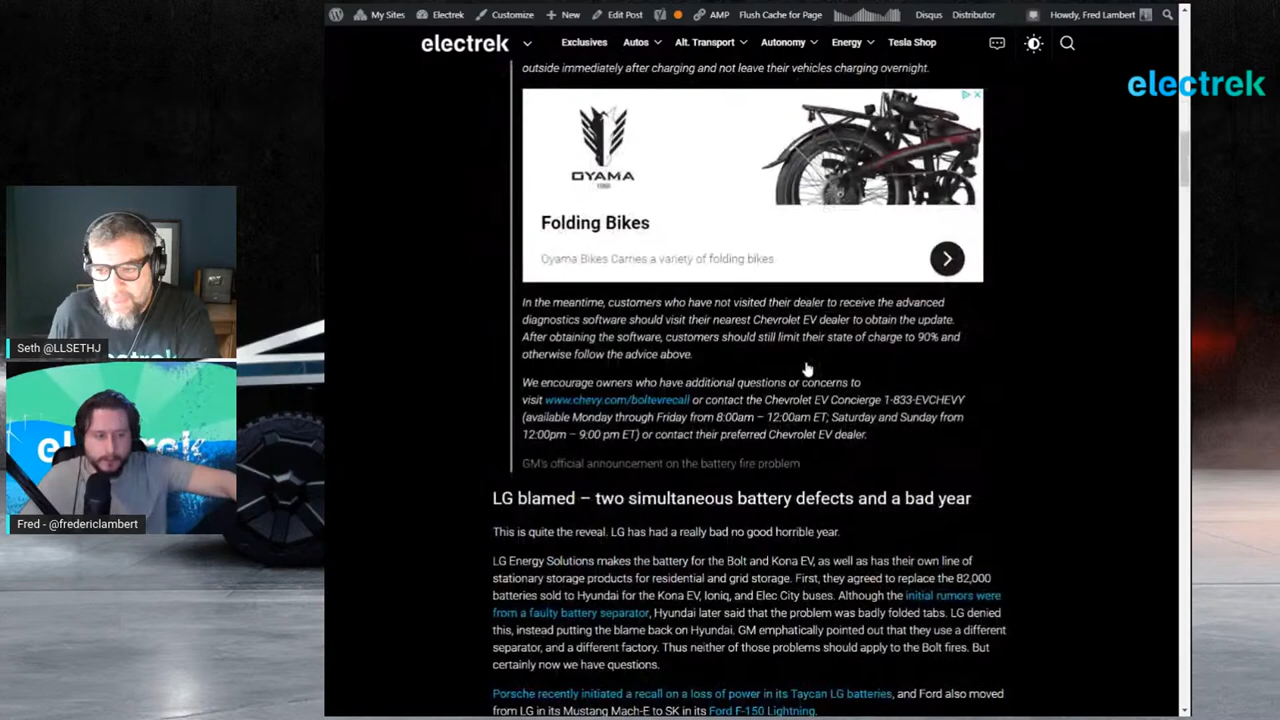 My Sites Electrek Customize New Edit Post AMP Flush Cache for Page Disqus Distributor Howdy, Fred Lambert
electrek Exclusives Autos Alt. Transport Autonomy Energy Tesla Shop
electrek
outside immediately after charging and not leave their vehicles charging overnight.
OYAMA
Folding Bikes
Oyama Bikes Carries a variety of folding bikes
In the meantime, customers who have not visited their dealer to receive the advanced
diagnostics software should visit their nearest Chevrolet EV dealer to obtain the update.
After obtaining the software, customers should still limit their state of charge to 90% and
otherwise follow the advice above.
We encourage owners who have additional questions or concerns to
visit www.chevy.com/boltevrecall or contact the Chevrolet EV Concierge 1-833-EVCHEVY
(available Monday through Friday from 8:00am – 12:00am ET; Saturday and Sunday from
12:00pm – 9:00 pm ET) or contact their preferred Chevrolet EV dealer.
GM's official announcement on the battery fire problem
LG blamed – two simultaneous battery defects and a bad year
This is quite the reveal. LG has had a really bad no good horrible year.
LG Energy Solutions makes the battery for the Bolt and Kona EV, as well as has their own line of
stationary storage products for residential and grid storage. First, they agreed to replace the 82,000
batteries sold to Hyundai for the Kona EV, Ioniq, and Elec City buses. Although the initial rumors were
from a faulty battery separator, Hyundai later said that the problem was badly folded tabs. LG denied
this, instead putting the blame back on Hyundai. GM emphatically pointed out that they use a different
separator, and a different factory. Thus neither of those problems should apply to the Bolt fires. But
certainly now we have questions.
Porsche recently initiated a recall on a loss of power in its Taycan LG batteries, and Ford also moved
from LG in its Mustang Mach-E to SK in its Ford F-150 Lightning.
Seth @LLSETHJ
Fred - @fredericlambert